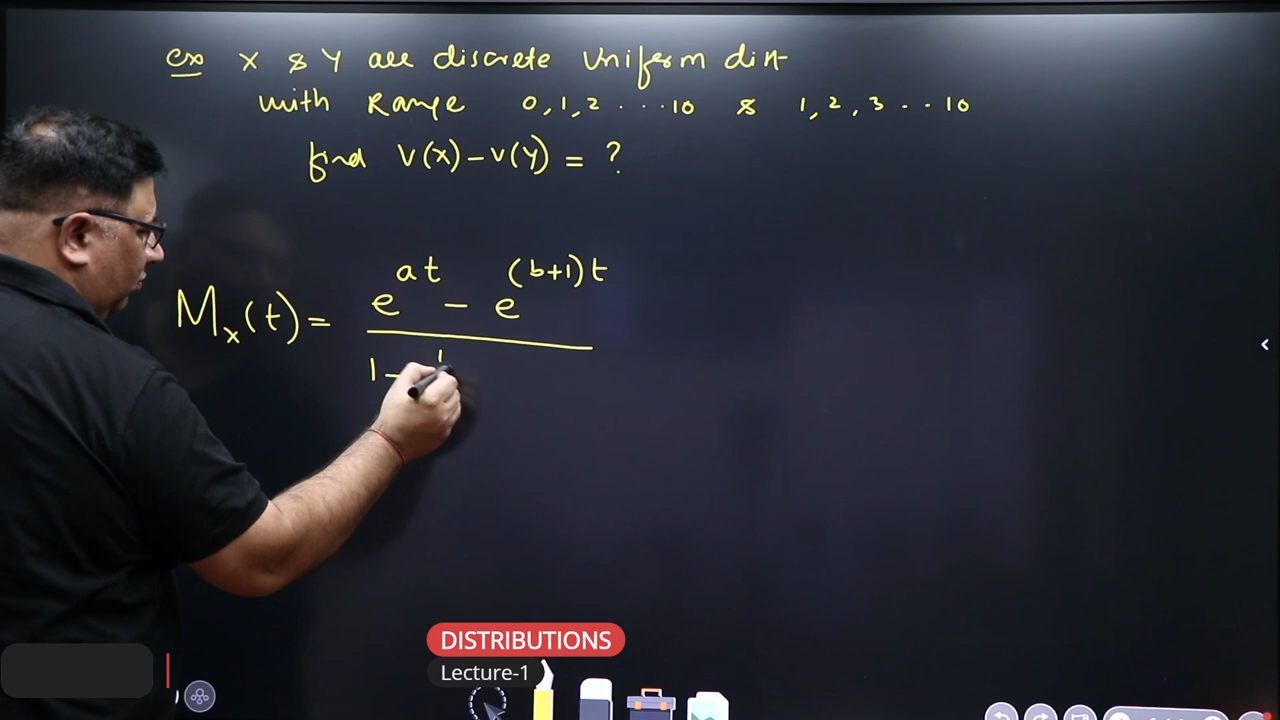 ex X & Y are discrete Uniform dist
with Range 0, 1, 2 ....10 & 1, 2, 3 ... 10
find V(X) - V(Y) = ?
Mx(t) = e^at - e^(b+1)t
1 -
DISTRIBUTIONS
Lecture-1